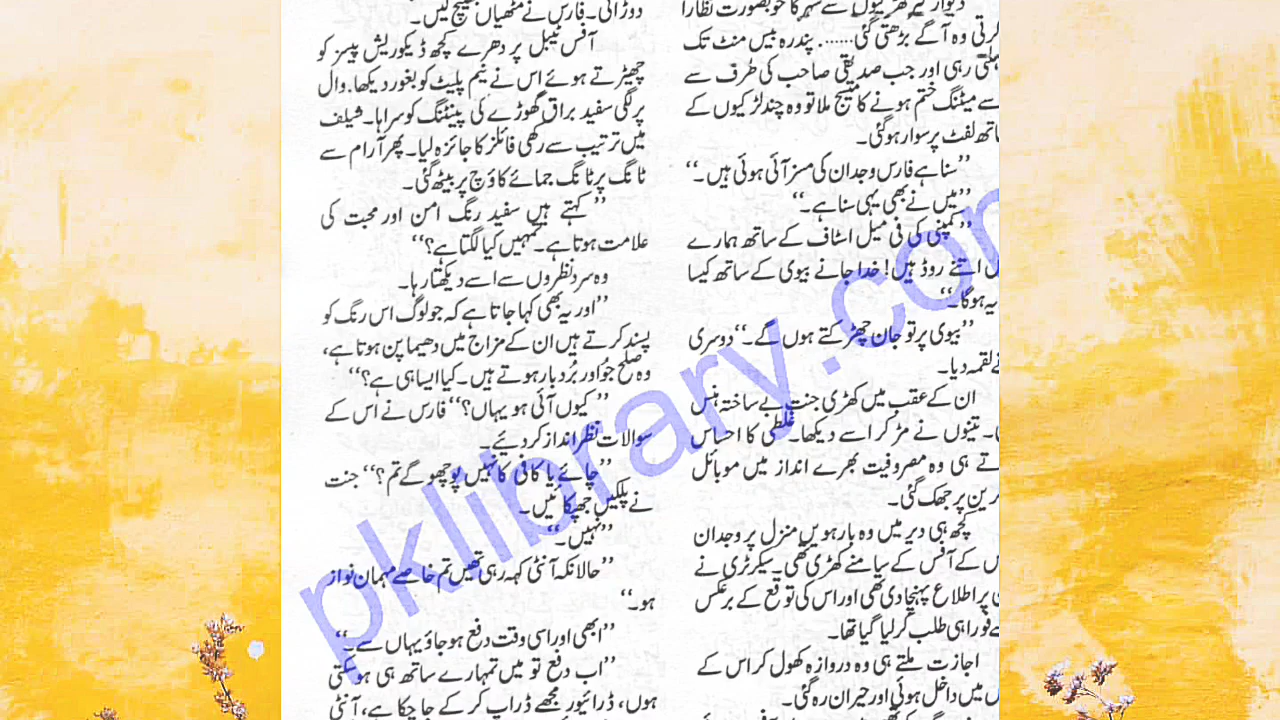 دیوار گیر کھڑکیوں سے شہر کا خوبصورت نظارا
کرتی وہ آگے بڑھتی گئی....... پندرہ بیس منٹ تک
ٹہلتی رہی اور جب صدیقی صاحب کی طرف سے
سے میٹنگ ختم ہونے کا میسج ملا تو وہ چند لڑکیوں کے
ساتھ لفٹ پر سوار ہو گئی۔
”سنا ہے فارس وجدان کی مسز آئی ہوئی ہیں۔“
”میں نے بھی یہی سنا ہے۔“
”کمپنی کی فی میل اسٹاف کے ساتھ ہمارے
اتنے روڈ ہیں! خدا جانے بیوی کے ساتھ کیسا
یہ ہو گا۔“
”بیوی پر تو جان چھڑکتے ہوں گے۔“ دوسری
نے لقمہ دیا۔
ان کے عقب میں کھڑی جنت بے ساختہ ہنس
۔ تینوں نے مڑ کر اسے دیکھا۔ غلطی کا احساس
تے ہی وہ مصروفیت بھرے انداز میں موبائل
رین پر جھک گئی۔
کچھ ہی دیر میں وہ بارہویں منزل پر وجدان
س کے آفس کے سامنے کھڑی تھی۔ سیکرٹری نے
پر اطلاع پہنچا دی تھی اور اس کی توقع کے برعکس
سے فورا ہی طلب کر لیا گیا تھا۔
اجازت ملتے ہی وہ دروازہ کھول کر اس کے
میں داخل ہوئی اور حیران رہ گئی۔
دوڑائی۔ فارس نے مٹھیاں بھینچ لیں۔
آفس ٹیبل پر دھرے کچھ ڈیکوریشن پیسز کو
چھیڑتے ہوئے اس نے نیم پلیٹ کو بغور دیکھا۔ وال
پر لگی سفید براق گھوڑے کی پینٹنگ کو سراہا۔ شیلف
میں ترتیب سے رکھی فائلز کا جائزہ لیا۔ پھر آرام سے
ٹانگ پر ٹانگ جمائے کاؤچ پر بیٹھ گئی۔
”کہتے ہیں سفید رنگ امن اور محبت کی
علامت ہوتا ہے۔ تمہیں کیا لگتا ہے؟“
وہ سرد نظروں سے اسے دیکھتا رہا۔
”اور یہ بھی کہا جاتا ہے کہ جو لوگ اس رنگ کو
پسند کرتے ہیں ان کے مزاج میں دھیما پن ہوتا ہے،
وہ صلح جُو اور بُردبار ہوتے ہیں۔ کیا ایسا ہی ہے؟“
”کیوں آئی ہو یہاں؟“ فارس نے اس کے
سوالات نظر انداز کر دیے۔
”چائے یا کافی کا نہیں پوچھو گے تم؟“ جنت
نے پلکیں جھپکائیں۔
”نہیں۔“
”حالانکہ آنٹی کہہ رہی تھیں تم خاصے مہمان نواز
ہو۔“
”ابھی اور اسی وقت دفع ہو جاؤ یہاں سے۔“
”اب دفع تو میں تمہارے ساتھ ہی ہو سکتی
ہوں، ڈرائیور مجھے ڈراپ کر کے جا چکا ہے، آنٹی
pklibrary.com